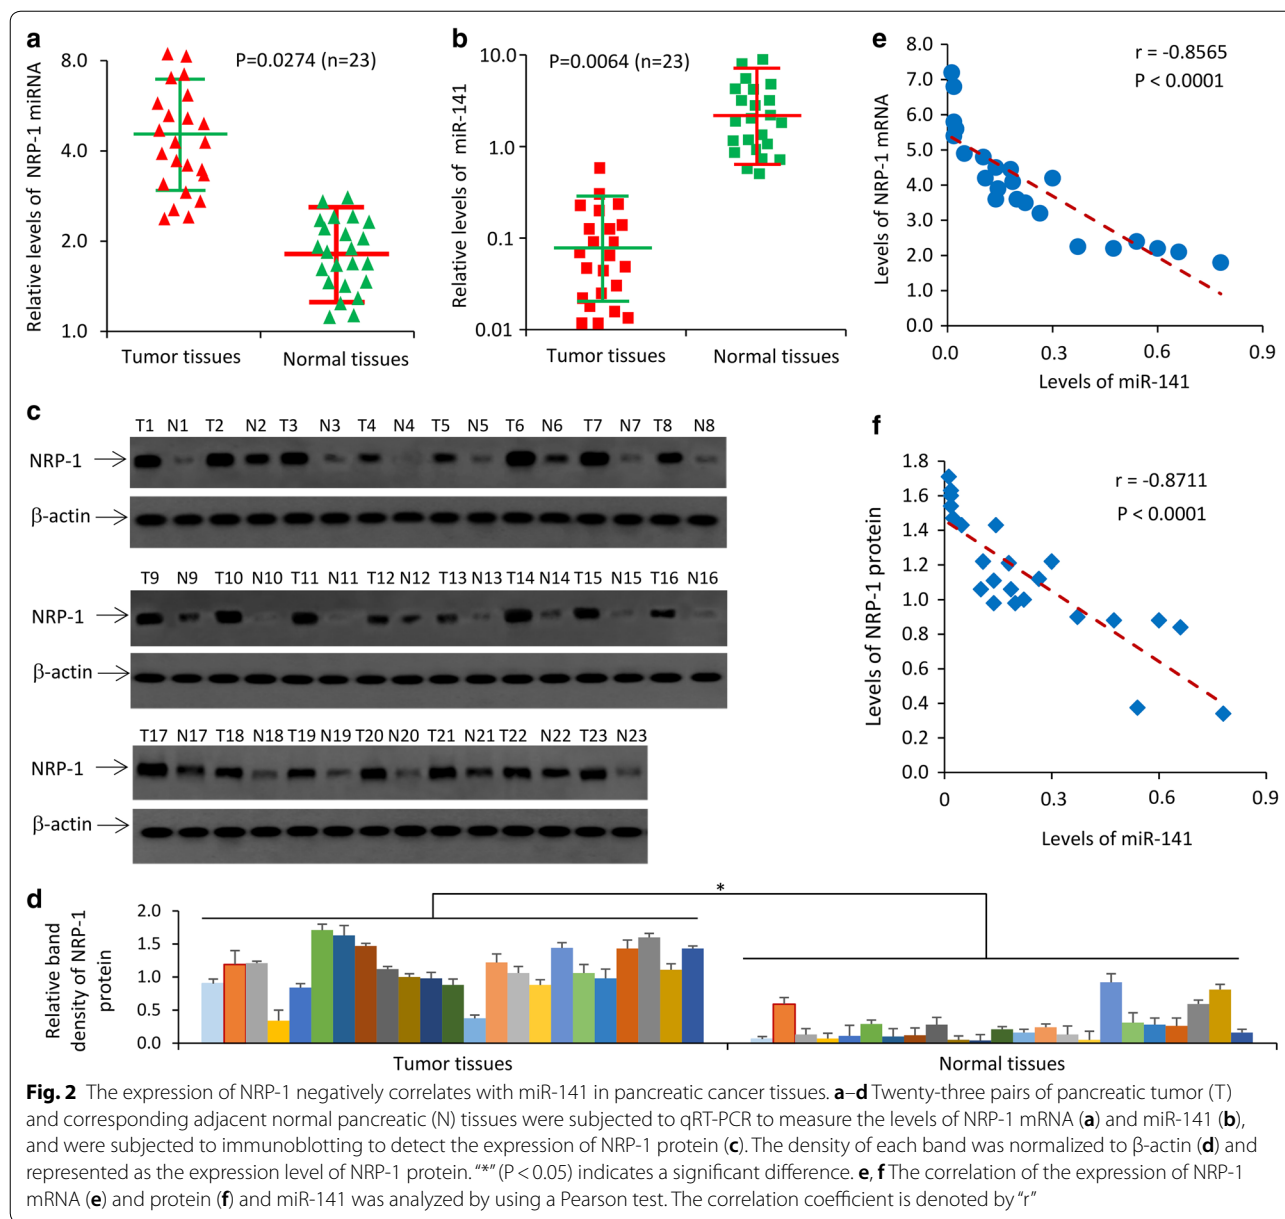 a
P=0.0274 (n=23)
Relative levels of NRP-1 miRNA
8.0
4.0
2.0
1.0
Tumor tissues
Normal tissues
b
P=0.0064 (n=23)
Relative levels of miR-141
10.0
1.0
0.1
0.01
Tumor tissues
Normal tissues
e
r = -0.8565
P < 0.0001
Levels of NRP-1 mRNA
8.0
7.0
6.0
5.0
4.0
3.0
2.0
1.0
0.0
0.0 0.3 0.6 0.9
Levels of miR-141
c
T1 N1 T2 N2 T3 N3 T4 N4 T5 N5 T6 N6 T7 N7 T8 N8
NRP-1
β-actin
T9 N9 T10 N10 T11 N11 T12 N12 T13 N13 T14 N14 T15 N15 T16 N16
NRP-1
β-actin
T17 N17 T18 N18 T19 N19 T20 N20 T21 N21 T22 N22 T23 N23
NRP-1
β-actin
f
r = -0.8711
P < 0.0001
Levels of NRP-1 protein
1.8
1.6
1.4
1.2
1.0
0.8
0.6
0.4
0.2
0.0
0 0.3 0.6 0.9
Levels of miR-141
d
*
Relative band
density of NRP-1
protein
2.0
1.5
1.0
0.5
0.0
Tumor tissues
Normal tissues
Fig. 2 The expression of NRP-1 negatively correlates with miR-141 in pancreatic cancer tissues. a–d Twenty-three pairs of pancreatic tumor (T)
and corresponding adjacent normal pancreatic (N) tissues were subjected to qRT-PCR to measure the levels of NRP-1 mRNA (a) and miR-141 (b),
and were subjected to immunoblotting to detect the expression of NRP-1 protein (c). The density of each band was normalized to β-actin (d) and
represented as the expression level of NRP-1 protein. “*” (P < 0.05) indicates a significant difference. e, f The correlation of the expression of NRP-1
mRNA (e) and protein (f) and miR-141 was analyzed by using a Pearson test. The correlation coefficient is denoted by “r”